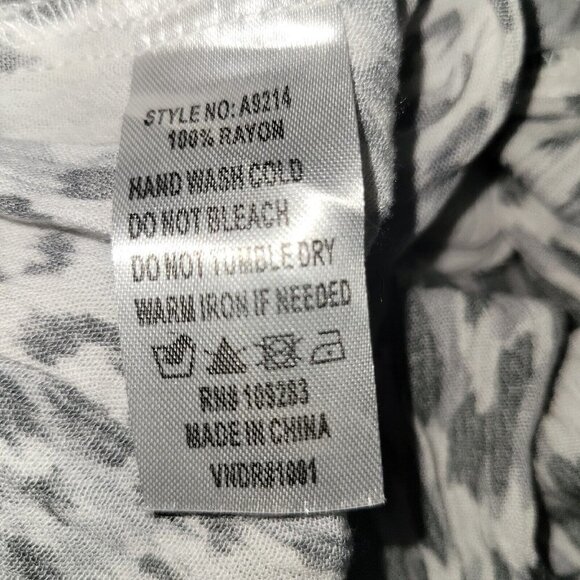 STYLE NO: A9214
100% RAYON
HAND WASH COLD
DO NOT BLEACH
DO NOT TUMBLE DRY
WARM IRON IF NEEDED
RN# 109283
MADE IN CHINA
VNDR81001